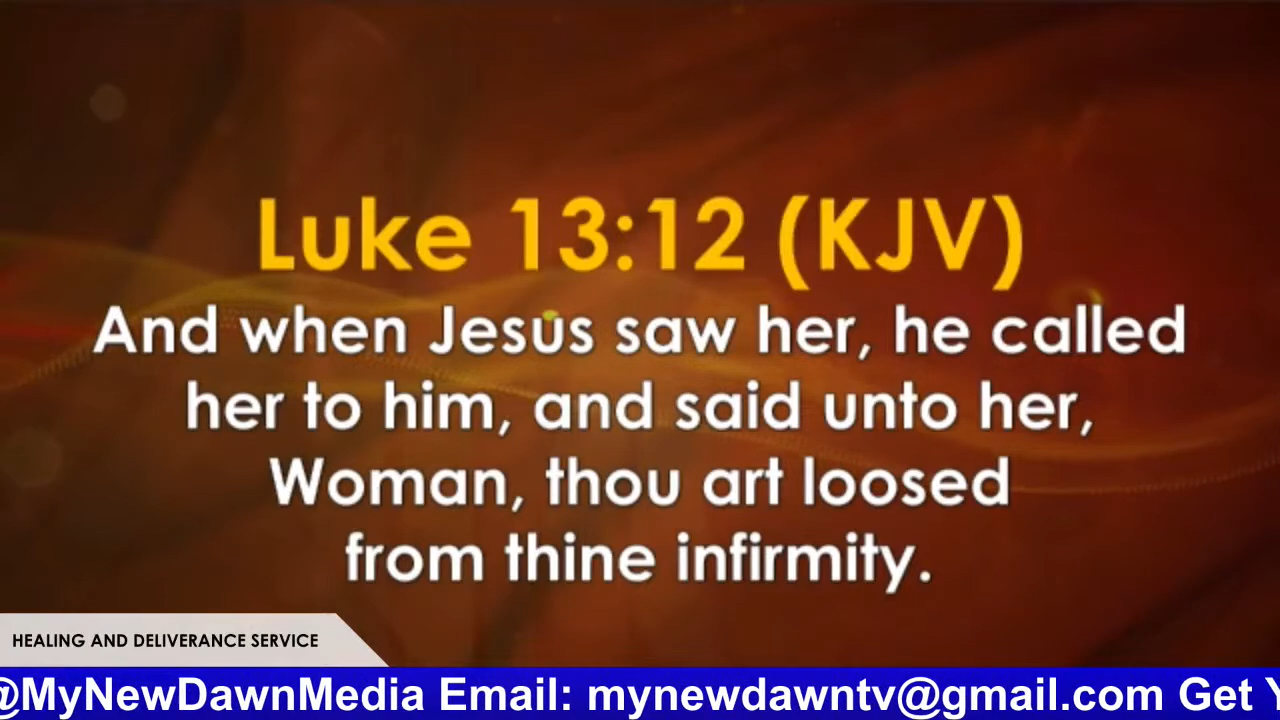 Luke 13:12 (KJV)
And when Jesus saw her, he called
her to him, and said unto her,
Woman, thou art loosed
from thine infirmity.
HEALING AND DELIVERANCE SERVICE
@MyNewDawnMedia Email: mynewdawntv@gmail.com Get